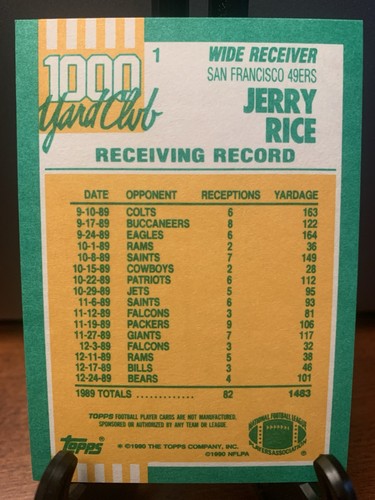 1000
Yard Club
1
WIDE RECEIVER
SAN FRANCISCO 49ERS
JERRY
RICE
RECEIVING RECORD
DATE OPPONENT RECEPTIONS YARDAGE
9-10-89 COLTS 6 163
9-17-89 BUCCANEERS 8 122
9-24-89 EAGLES 6 164
10-1-89 RAMS 2 36
10-8-89 SAINTS 7 149
10-15-89 COWBOYS 2 28
10-22-89 PATRIOTS 6 112
10-29-89 JETS 5 95
11-6-89 SAINTS 6 93
11-12-89 FALCONS 3 81
11-19-89 PACKERS 9 106
11-27-89 GIANTS 7 117
12-3-89 FALCONS 3 32
12-11-89 RAMS 5 38
12-17-89 BILLS 3 46
12-24-89 BEARS 4 101
1989 TOTALS .............. 82 1483
TOPPS FOOTBALL PLAYER CARDS ARE NOT MANUFACTURED,
SPONSORED OR AUTHORIZED BY ANY TEAM OR LEAGUE.
TOPPS
® ©1990 THE TOPPS COMPANY, INC.
©1990 NFLPA
NATIONAL FOOTBALL LEAGUE
PLAYERS ASSOCIATION